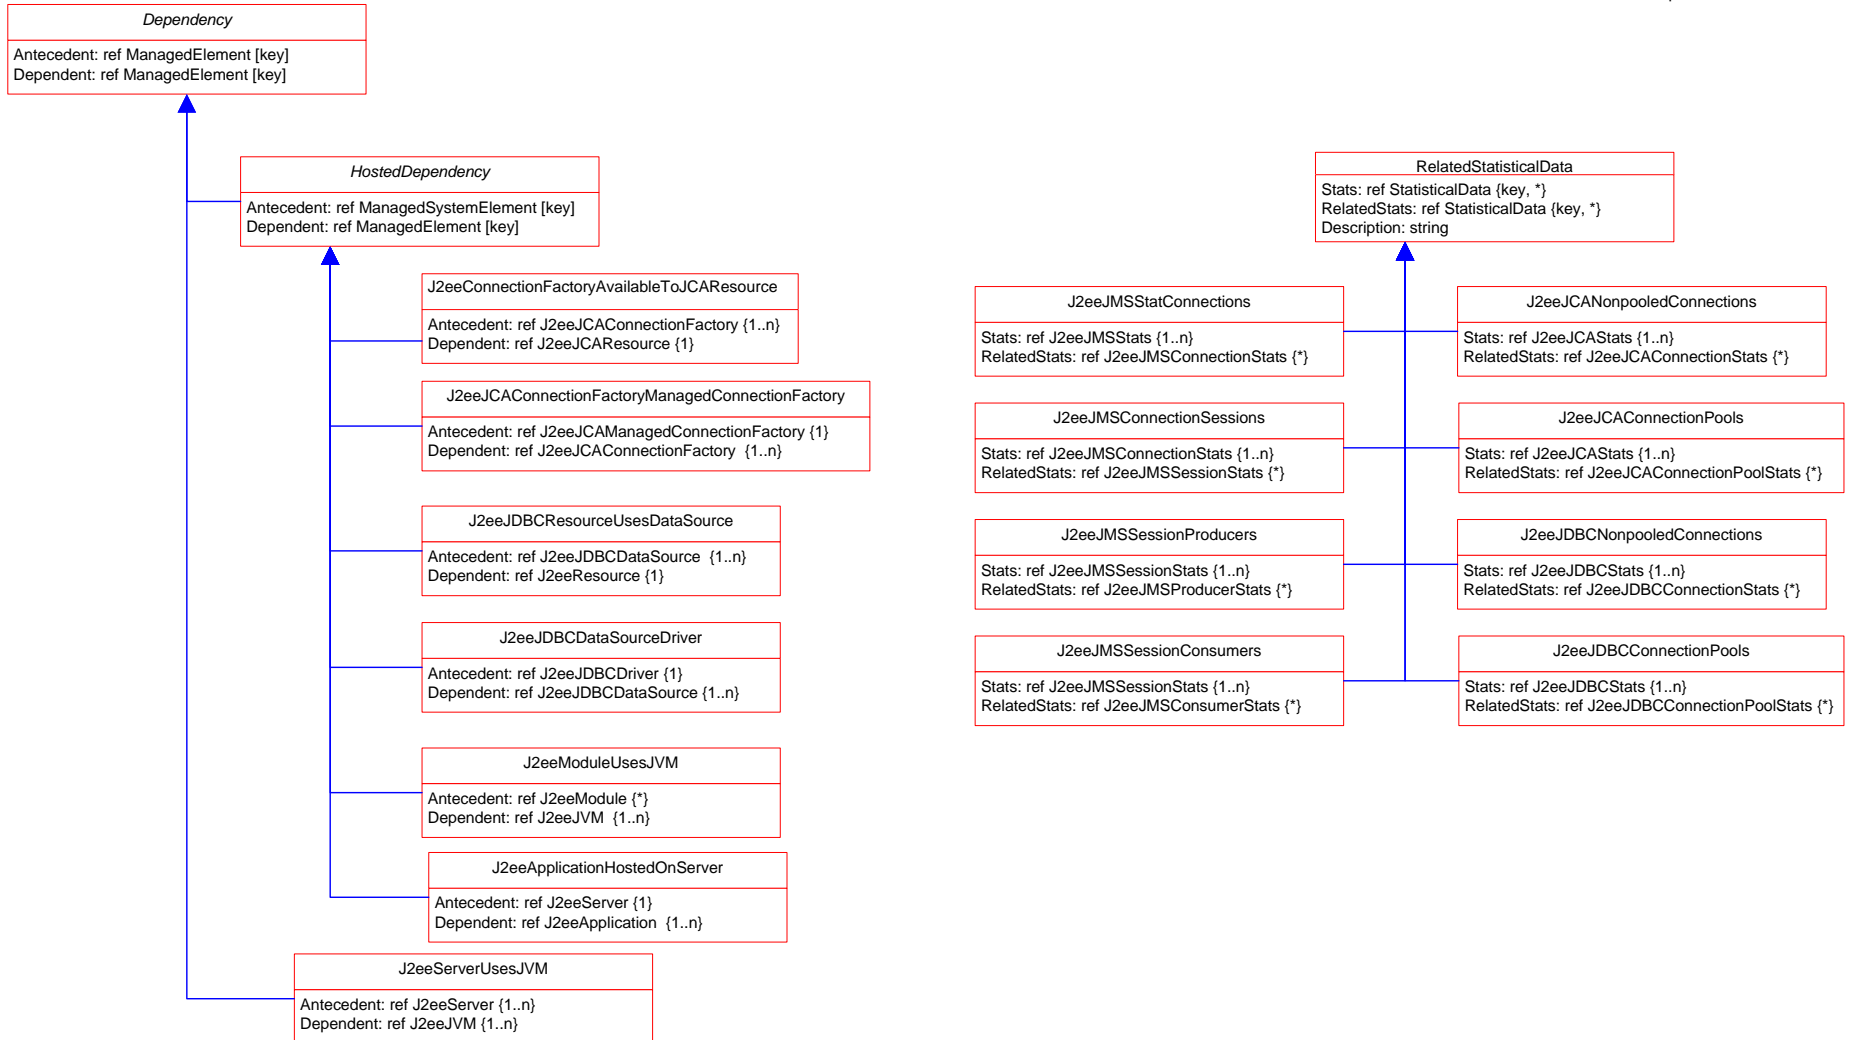 Dependency
Antecedent: ref ManagedElement [key]
Dependent: ref ManagedElement [key]
HostedDependency
Antecedent: ref ManagedSystemElement [key]
Dependent: ref ManagedElement [key]
J2eeConnectionFactoryAvailableToJCAResource
Antecedent: ref J2eeJCAConnectionFactory {1..n}
Dependent: ref J2eeJCAResource {1}
J2eeJCAConnectionFactoryManagedConnectionFactory
Antecedent: ref J2eeJCAManagedConnectionFactory {1}
Dependent: ref J2eeJCAConnectionFactory {1..n}
J2eeJDBCResourceUsesDataSource
Antecedent: ref J2eeJDBCDataSource {1..n}
Dependent: ref J2eeResource {1}
J2eeJDBCDataSourceDriver
Antecedent: ref J2eeJDBCDriver {1}
Dependent: ref J2eeJDBCDataSource {1..n}
J2eeModuleUsesJVM
Antecedent: ref J2eeModule {*}
Dependent: ref J2eeJVM {1..n}
J2eeApplicationHostedOnServer
Antecedent: ref J2eeServer {1}
Dependent: ref J2eeApplication {1..n}
J2eeServerUsesJVM
Antecedent: ref J2eeServer {1..n}
Dependent: ref J2eeJVM {1..n}
RelatedStatisticalData
Stats: ref StatisticalData {key, *}
RelatedStats: ref StatisticalData {key, *}
Description: string
J2eeJMSStatConnections
Stats: ref J2eeJMSStats {1..n}
RelatedStats: ref J2eeJMSConnectionStats {*}
J2eeJCANonpooledConnections
Stats: ref J2eeJCAStats {1..n}
RelatedStats: ref J2eeJCAConnectionStats {*}
J2eeJMSConnectionSessions
Stats: ref J2eeJMSConnectionStats {1..n}
RelatedStats: ref J2eeJMSSessionStats {*}
J2eeJCAConnectionPools
Stats: ref J2eeJCAStats {1..n}
RelatedStats: ref J2eeJCAConnectionPoolStats {*}
J2eeJMSSessionProducers
Stats: ref J2eeJMSSessionStats {1..n}
RelatedStats: ref J2eeJMSProducerStats {*}
J2eeJDBCNonpooledConnections
Stats: ref J2eeJDBCStats {1..n}
RelatedStats: ref J2eeJDBCConnectionStats {*}
J2eeJMSSessionConsumers
Stats: ref J2eeJMSSessionStats {1..n}
RelatedStats: ref J2eeJMSConsumerStats {*}
J2eeJDBCConnectionPools
Stats: ref J2eeJDBCStats {1..n}
RelatedStats: ref J2eeJDBCConnectionPoolStats {*}